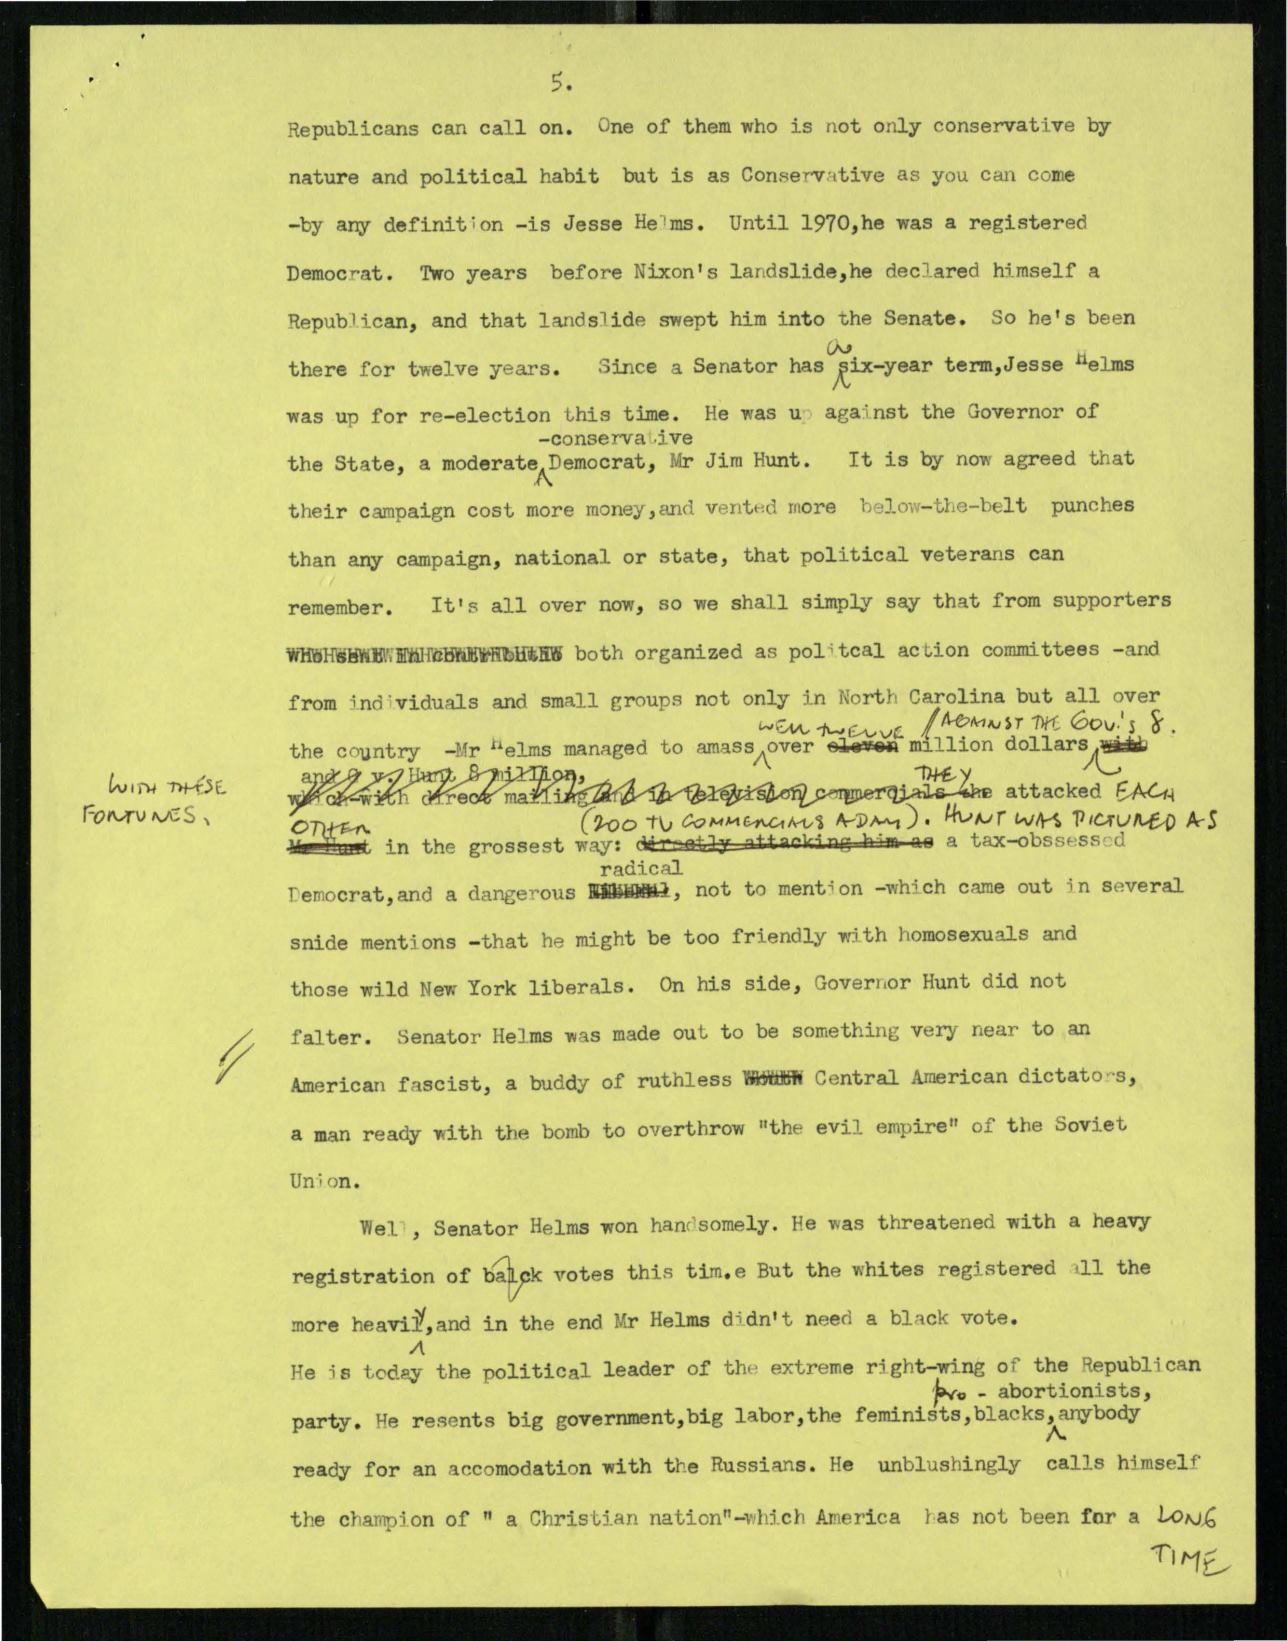 5.
Republicans can call on. One of them who is not only conservative by
nature and political habit but is as Conservative as you can come
-by any definition -is Jesse Helms. Until 1970,he was a registered
Democrat. Two years before Nixon's landslide,he declared himself a
Republican, and that landslide swept him into the Senate. So he's been
a
there for twelve years. Since a Senator has six-year term,Jesse Helms
was up for re-election this time. He was up against the Governor of
-conservative
the State, a moderate Democrat, Mr Jim Hunt. It is by now agreed that
their campaign cost more money,and vented more below-the-belt punches
than any campaign, national or state, that political veterans can
remember. It's all over now, so we shall simply say that from supporters
both organized as politcal action committees -and
from individuals and small groups not only in North Carolina but all over
WELL TWELVE AGAINST THE GOV.'S 8.
the country -Mr Helms managed to amass over eleven million dollars with
WITH THESE
FORTUNES,
and Hunt 8 million,
THEY
which-with direct mailing and in television commercials she attacked EACH
OTHER (200 TV COMMERCIALS A DAY). HUNT WAS PICTURED AS
Mr Hunt in the grossest way: directly attacking him as a tax-obssessed
radical
Democrat,and a dangerous , not to mention -which came out in several
snide mentions -that he might be too friendly with homosexuals and
those wild New York liberals. On his side, Governor Hunt did not
falter. Senator Helms was made out to be something very near to an
American fascist, a buddy of ruthless Central American dictators,
a man ready with the bomb to overthrow "the evil empire" of the Soviet
Union.
Well, Senator Helms won handsomely. He was threatened with a heavy
registration of balck votes this tim.e But the whites registered all the
more heavily,and in the end Mr Helms didn't need a black vote.
He is today the political leader of the extreme right-wing of the Republican
pro - abortionists,
party. He resents big government,big labor,the feminists,blacks,anybody
ready for an accomodation with the Russians. He unblushingly calls himself
the champion of " a Christian nation"-which America has not been for a LONG
TIME